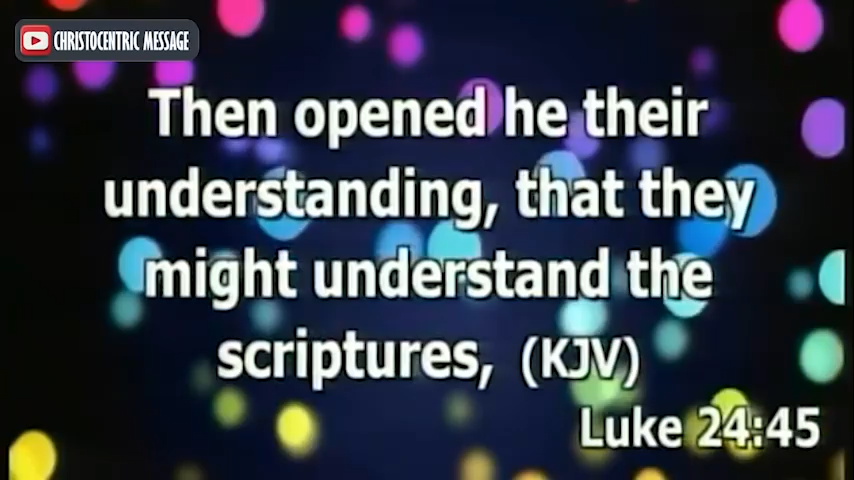 CHRISTOCENTRIC MESSAGE
Then opened he their
understanding, that they
might understand the
scriptures, (KJV)
Luke 24:45